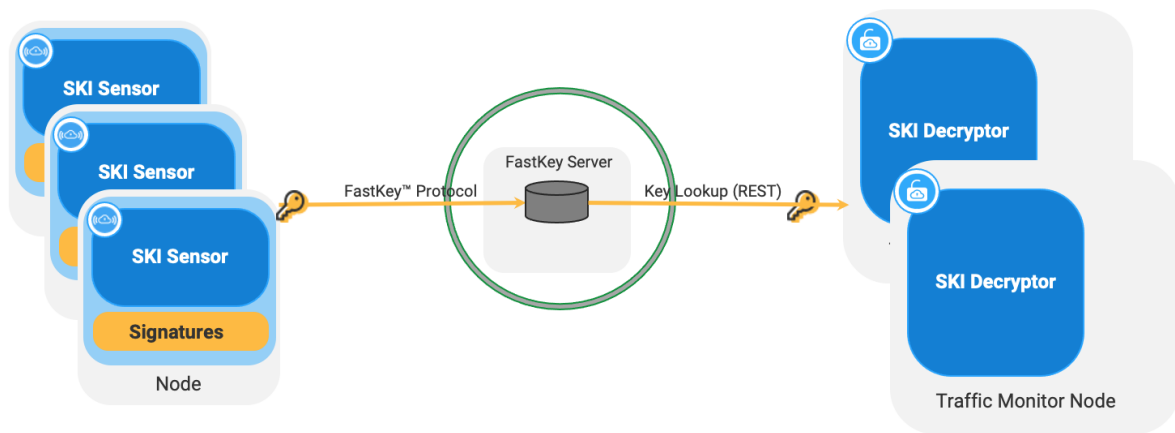 SKI Sensor
SKI Sensor
SKI Sensor
Signatures
Node
FastKey™ Protocol
FastKey Server
Key Lookup (REST)
SKI Decryptor
SKI Decryptor
Traffic Monitor Node